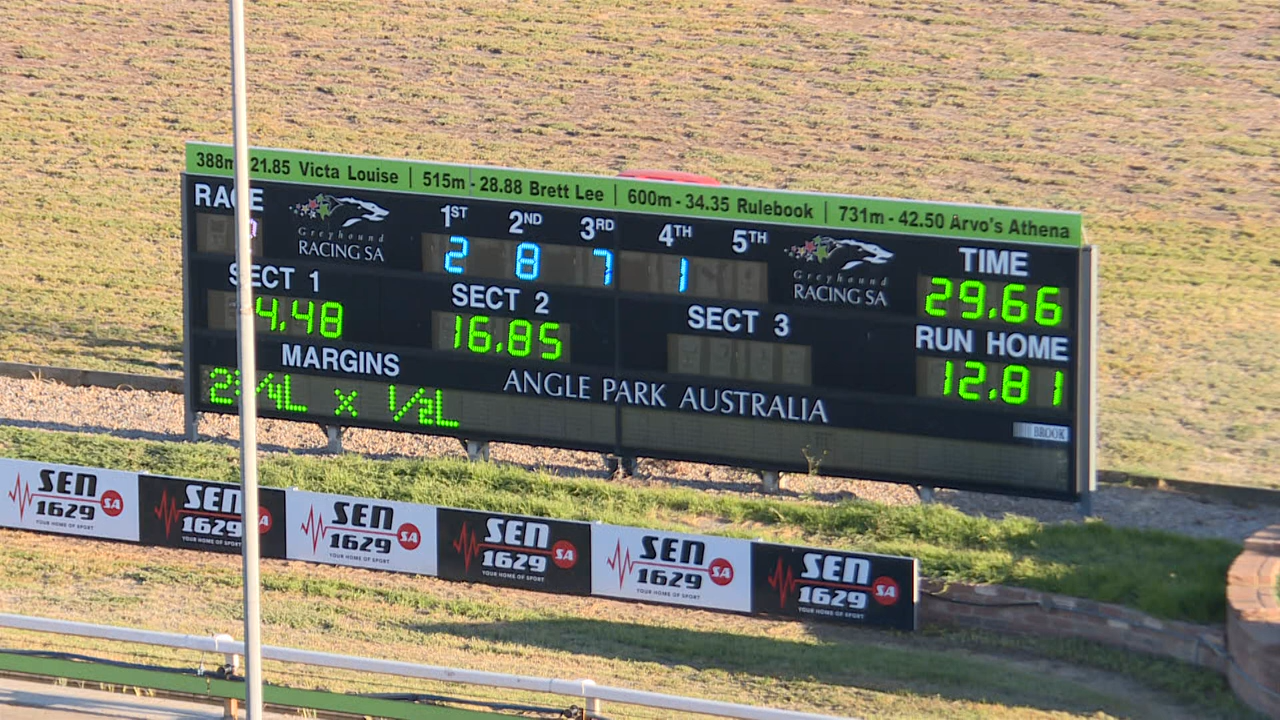 388m - 21.85 Victa Louise | 515m - 28.88 Brett Lee | 600m - 34.35 Rulebook | 731m - 42.50 Arvo's Athena
RACE
Greyhound
RACING SA
1ST 2ND 3RD 4TH 5TH
2 8 7 1
Greyhound
RACING SA
TIME
29.66
SECT 1
4.48
SECT 2
16.85
SECT 3
RUN HOME
12.81
MARGINS
ANGLE PARK AUSTRALIA
x 1/2L
BROOK
SEN
1629 SA
YOUR HOME OF SPORT
SEN
1629 SA
YOUR HOME OF SPORT
SEN
1629 SA
YOUR HOME OF SPORT
SEN
1629 SA
YOUR HOME OF SPORT
SEN
1629 SA
YOUR HOME OF SPORT
SEN
1629 SA
YOUR HOME OF SPORT